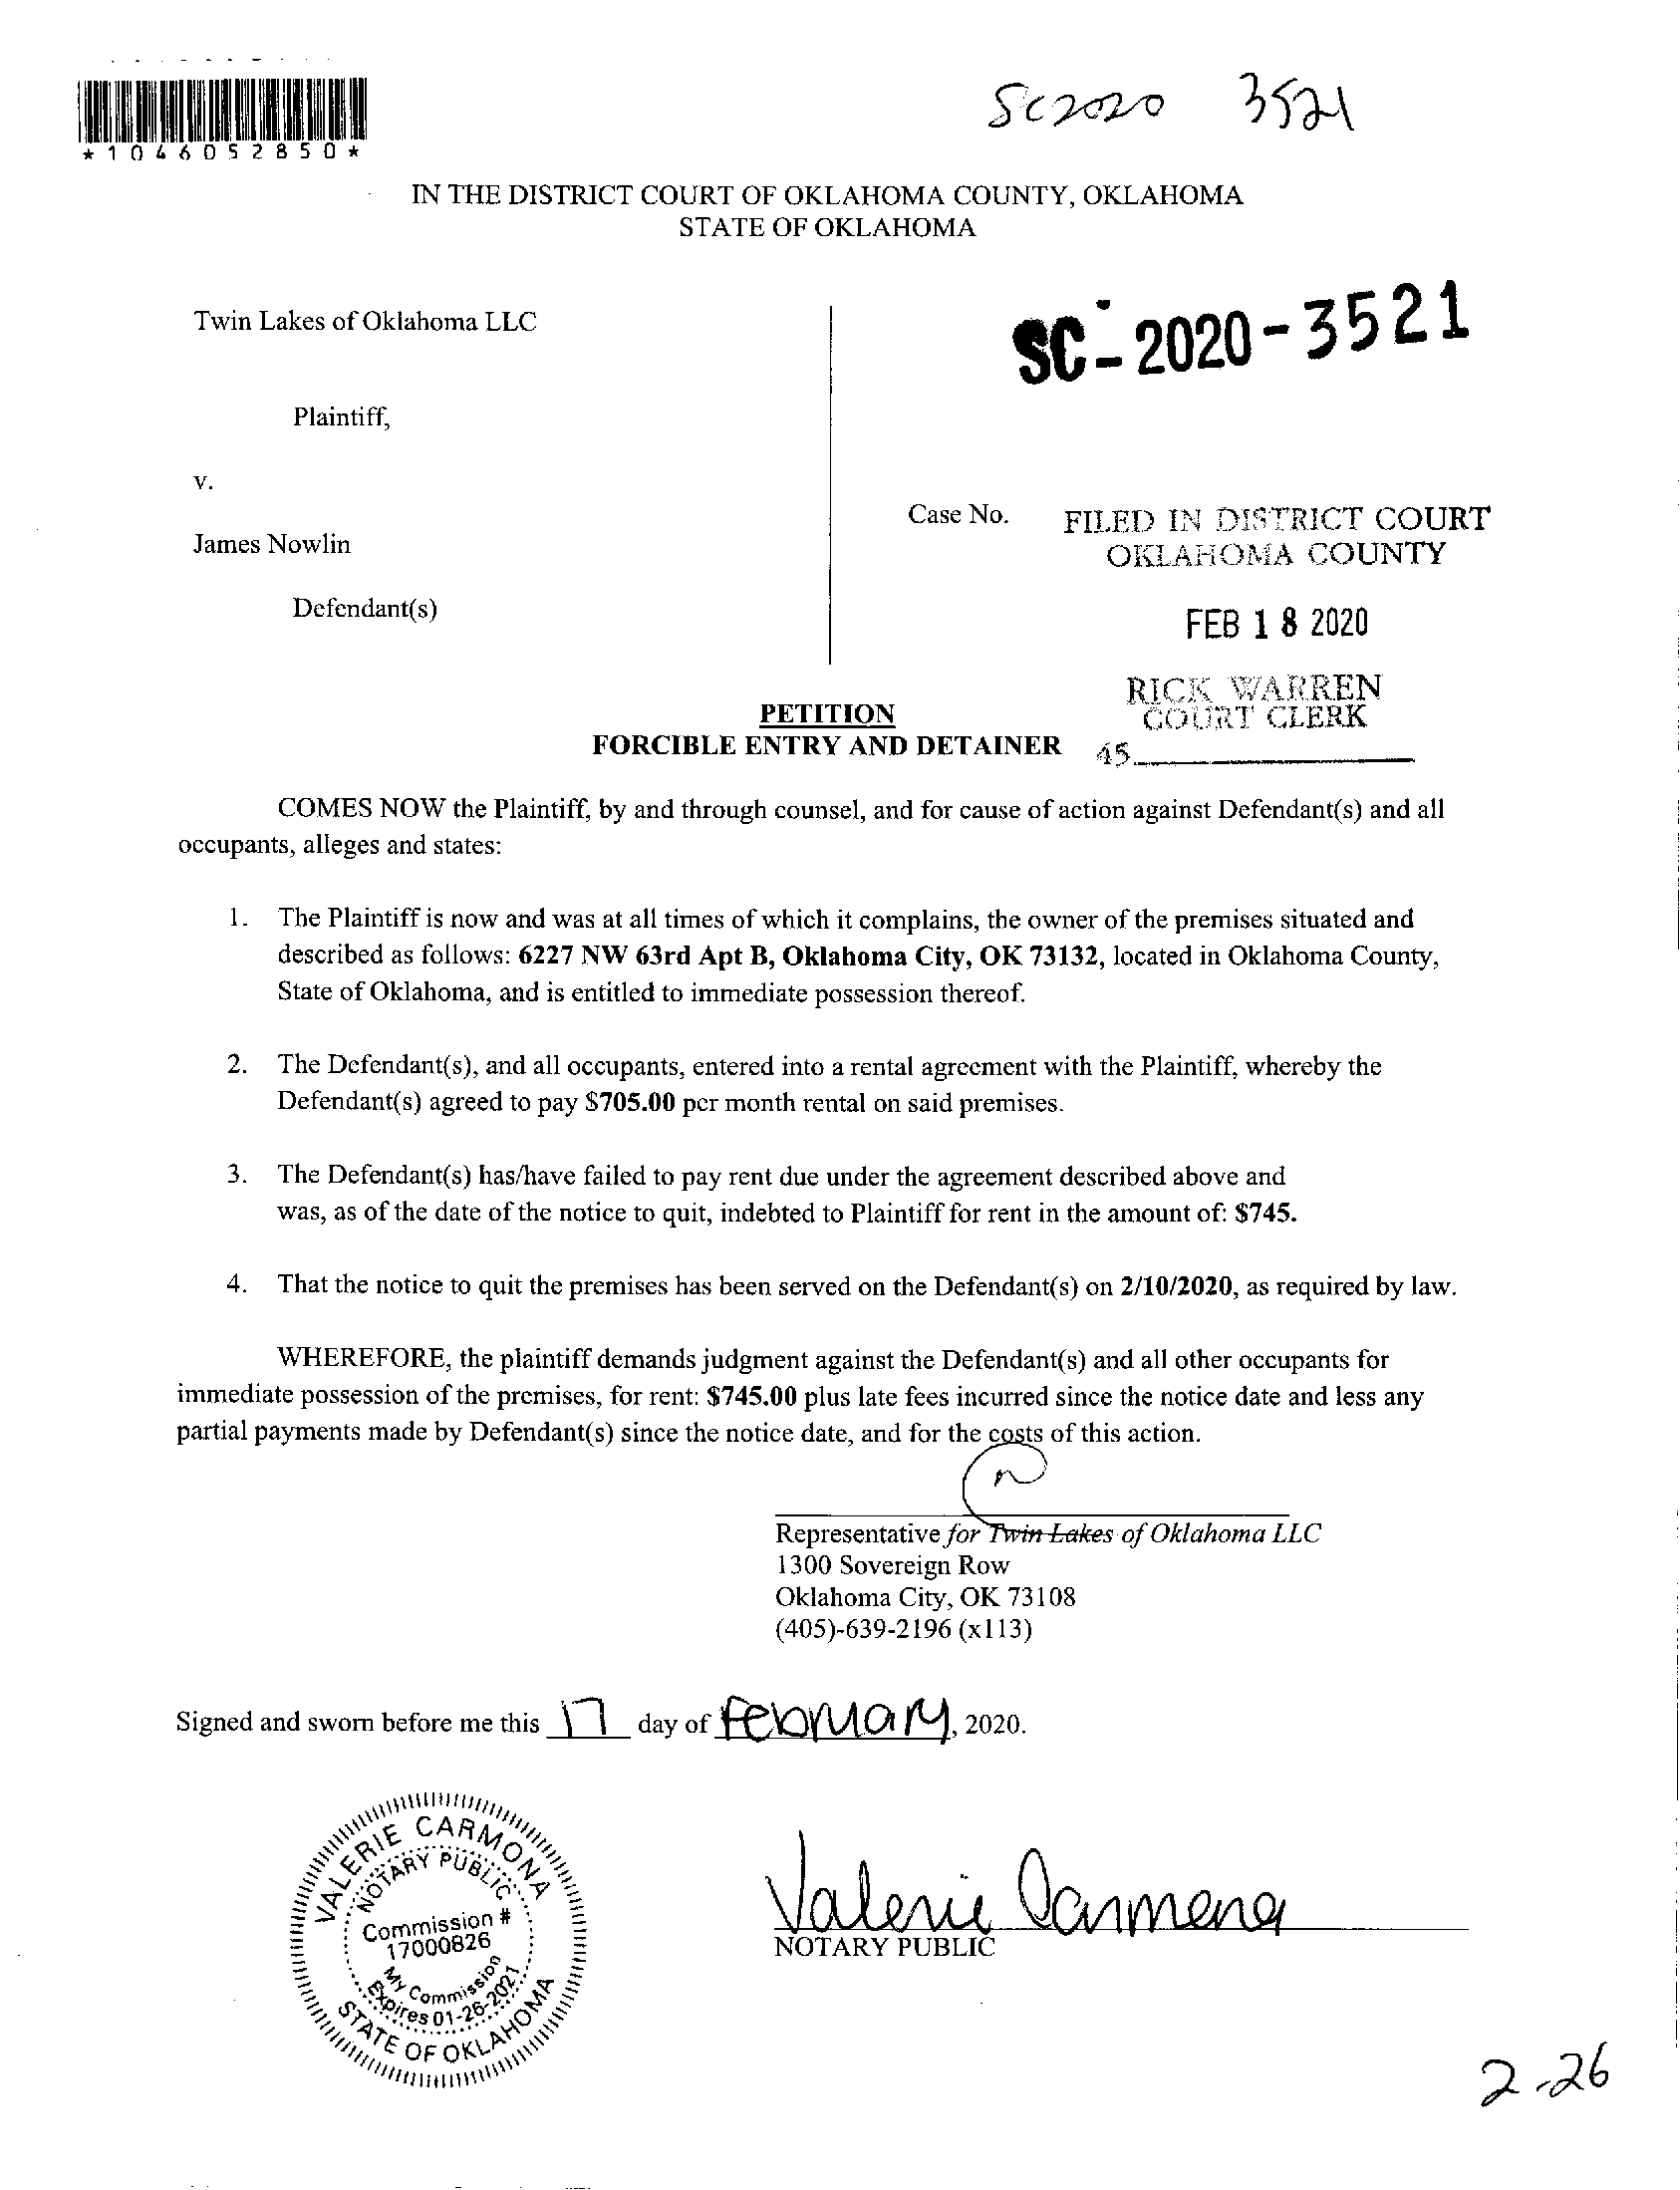 SC2020 3521
*1046052850*
IN THE DISTRICT COURT OF OKLAHOMA COUNTY, OKLAHOMA
STATE OF OKLAHOMA
Twin Lakes of Oklahoma LLC
SC-2020-3521
Plaintiff,
v.
Case No.
FILED IN DISTRICT COURT
OKLAHOMA COUNTY
James Nowlin
Defendant(s)
FEB 18 2020
RICK WARREN
COURT CLERK
45
PETITION
FORCIBLE ENTRY AND DETAINER
COMES NOW the Plaintiff, by and through counsel, and for cause of action against Defendant(s) and all
occupants, alleges and states:
1. The Plaintiff is now and was at all times of which it complains, the owner of the premises situated and
described as follows: 6227 NW 63rd Apt B, Oklahoma City, OK 73132, located in Oklahoma County,
State of Oklahoma, and is entitled to immediate possession thereof.
2. The Defendant(s), and all occupants, entered into a rental agreement with the Plaintiff, whereby the
Defendant(s) agreed to pay $705.00 per month rental on said premises.
3. The Defendant(s) has/have failed to pay rent due under the agreement described above and
was, as of the date of the notice to quit, indebted to Plaintiff for rent in the amount of: $745.
4. That the notice to quit the premises has been served on the Defendant(s) on 2/10/2020, as required by law.
WHEREFORE, the plaintiff demands judgment against the Defendant(s) and all other occupants for
immediate possession of the premises, for rent: $745.00 plus late fees incurred since the notice date and less any
partial payments made by Defendant(s) since the notice date, and for the costs of this action.
Representative for Twin Lakes of Oklahoma LLC
1300 Sovereign Row
Oklahoma City, OK 73108
(405)-639-2196 (x113)
Signed and sworn before me this 17 day of February, 2020.
VALERIE CARMONA
NOTARY PUBLIC
Commission #
17000826
My Commission
Expires 01-26-2021
STATE OF OKLAHOMA
Valerie Carmona
NOTARY PUBLIC
2-26